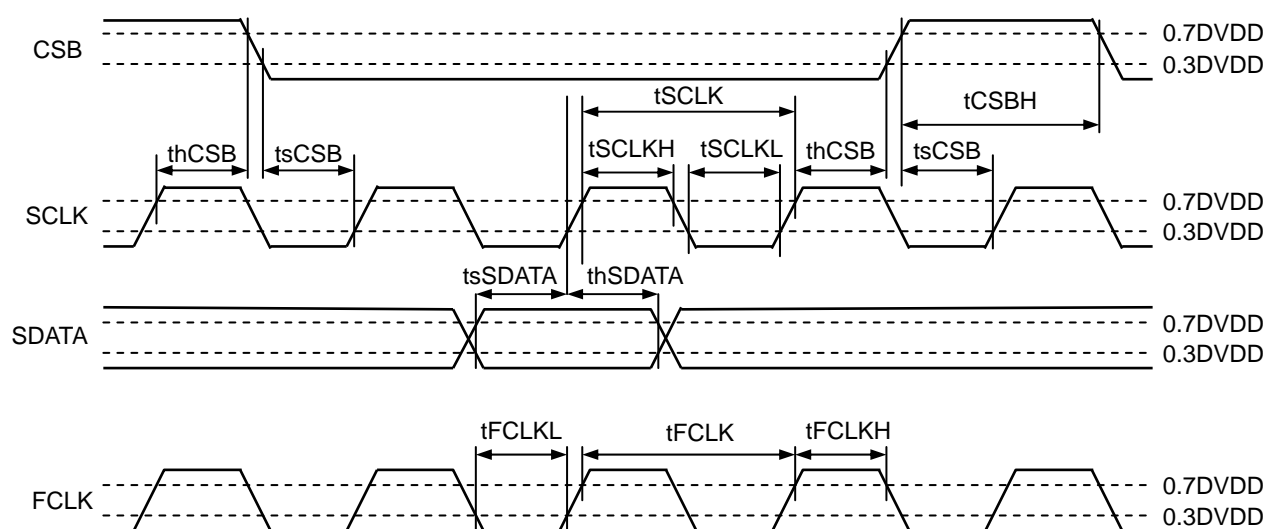 CSB
0.7DVDD
0.3DVDD
tSCLK
tCSBH
thCSB
tsCSB
tSCLKH
tSCLKL
thCSB
tsCSB
SCLK
0.7DVDD
0.3DVDD
tsSDATA
thSDATA
SDATA
0.7DVDD
0.3DVDD
tFCLKL
tFCLK
tFCLKH
FCLK
0.7DVDD
0.3DVDD